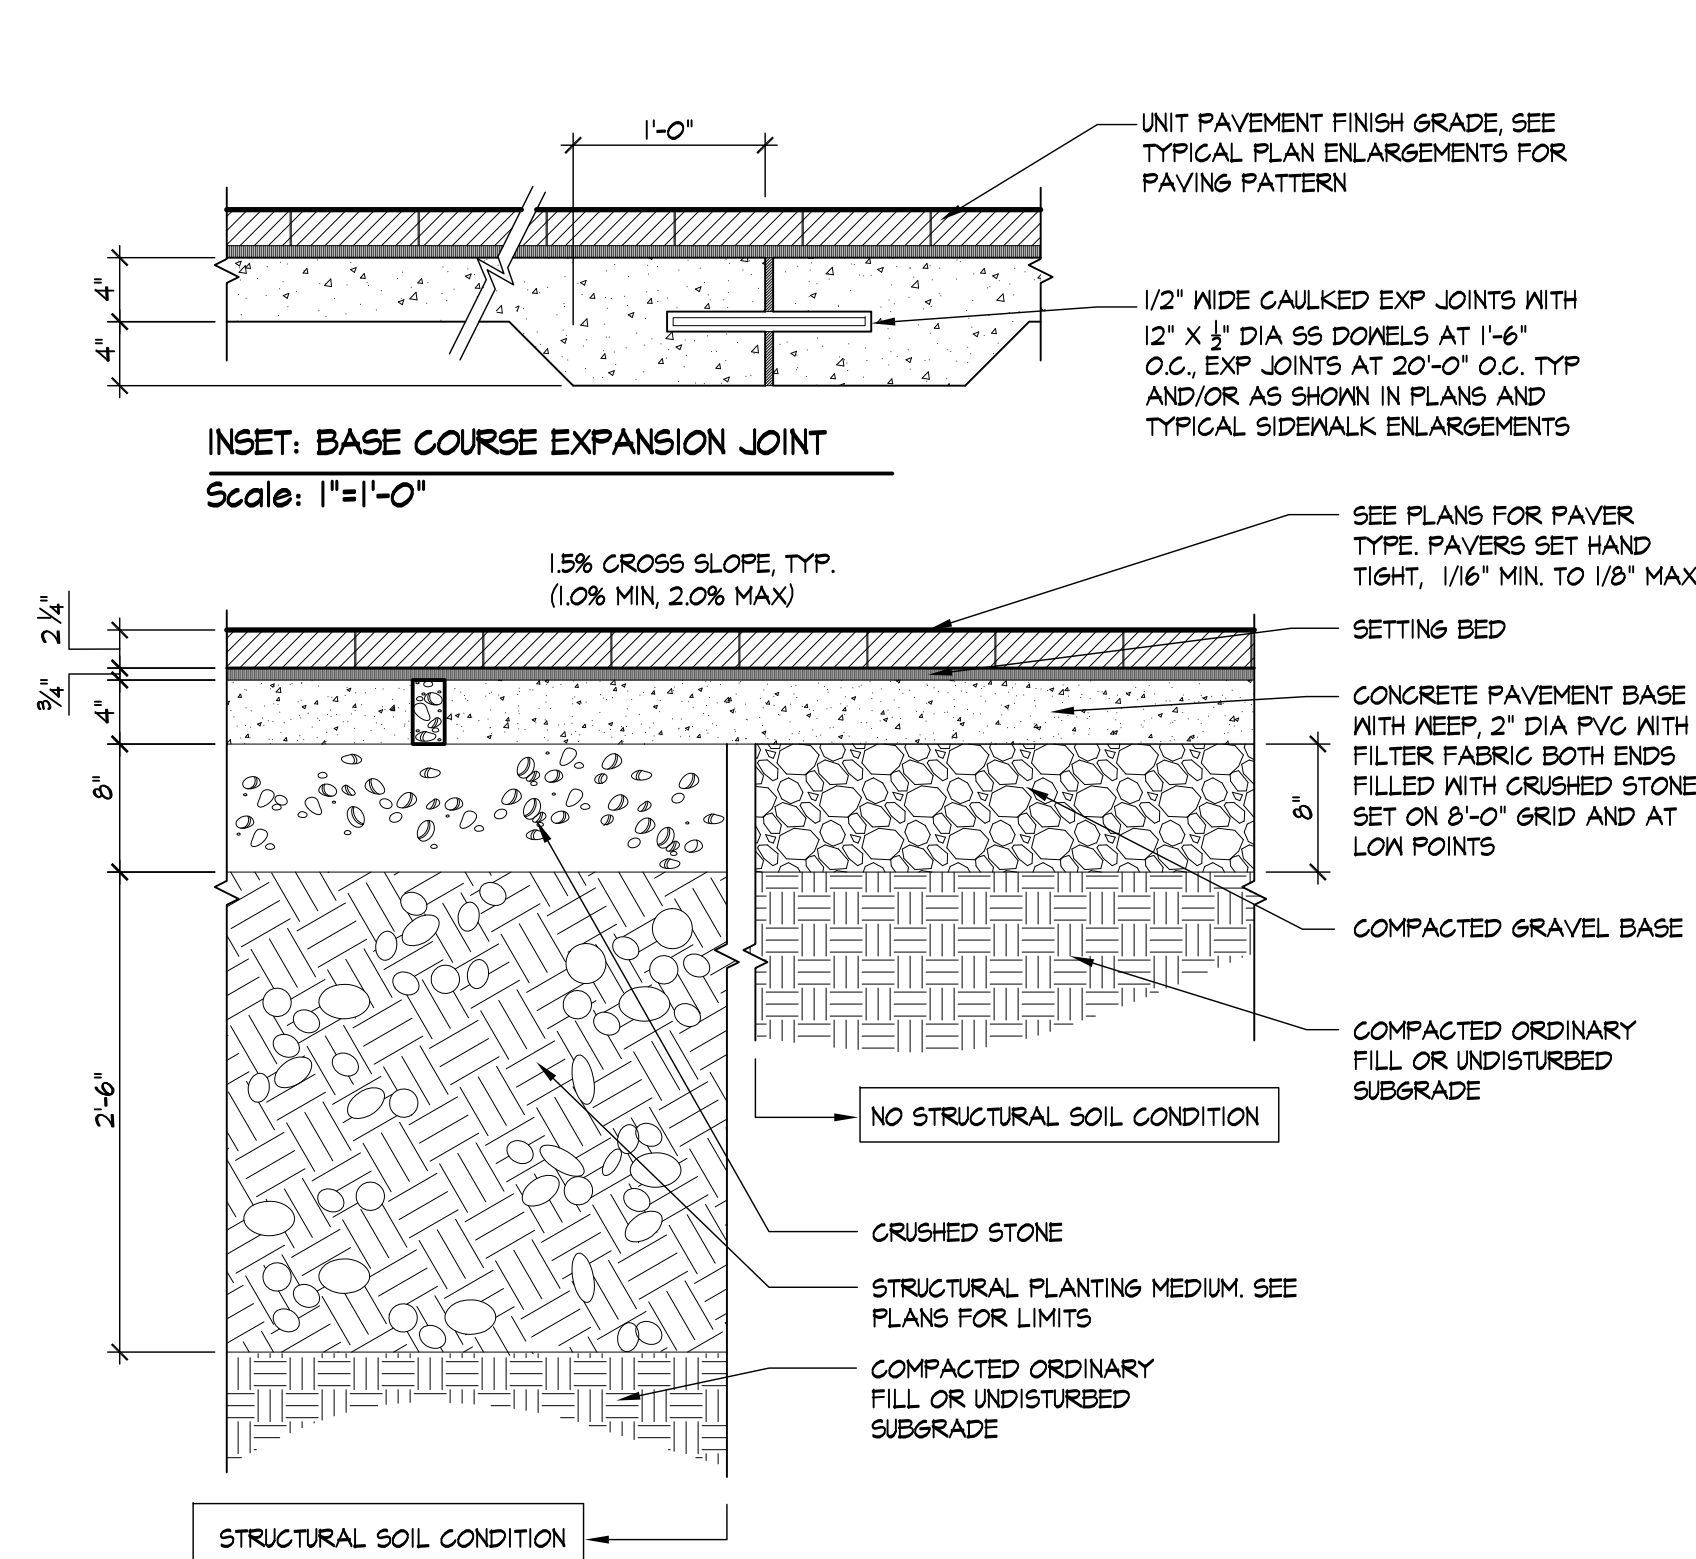 1'-0"
UNIT PAVEMENT FINISH GRADE, SEE
TYPICAL PLAN ENLARGEMENTS FOR
PAVING PATTERN
4"
4"
1/2" WIDE CAULKED EXP JOINTS WITH
12" X ½" DIA SS DOWELS AT 1'-6"
O.C., EXP JOINTS AT 20'-0" O.C. TYP
AND/OR AS SHOWN IN PLANS AND
TYPICAL SIDEWALK ENLARGEMENTS
INSET: BASE COURSE EXPANSION JOINT
Scale: 1"=1'-0"
SEE PLANS FOR PAVER
TYPE. PAVERS SET HAND
TIGHT, 1/16" MIN. TO 1/8" MAX
1.5% CROSS SLOPE, TYP.
(1.0% MIN, 2.0% MAX)
2 ¼"
SETTING BED
¾"
4"
CONCRETE PAVEMENT BASE
WITH WEEP, 2" DIA PVC WITH
FILTER FABRIC BOTH ENDS
FILLED WITH CRUSHED STONE
SET ON 8'-0" GRID AND AT
LOW POINTS
8"
8"
COMPACTED GRAVEL BASE
COMPACTED ORDINARY
FILL OR UNDISTURBED
SUBGRADE
2'-6"
NO STRUCTURAL SOIL CONDITION
CRUSHED STONE
STRUCTURAL PLANTING MEDIUM. SEE
PLANS FOR LIMITS
COMPACTED ORDINARY
FILL OR UNDISTURBED
SUBGRADE
STRUCTURAL SOIL CONDITION